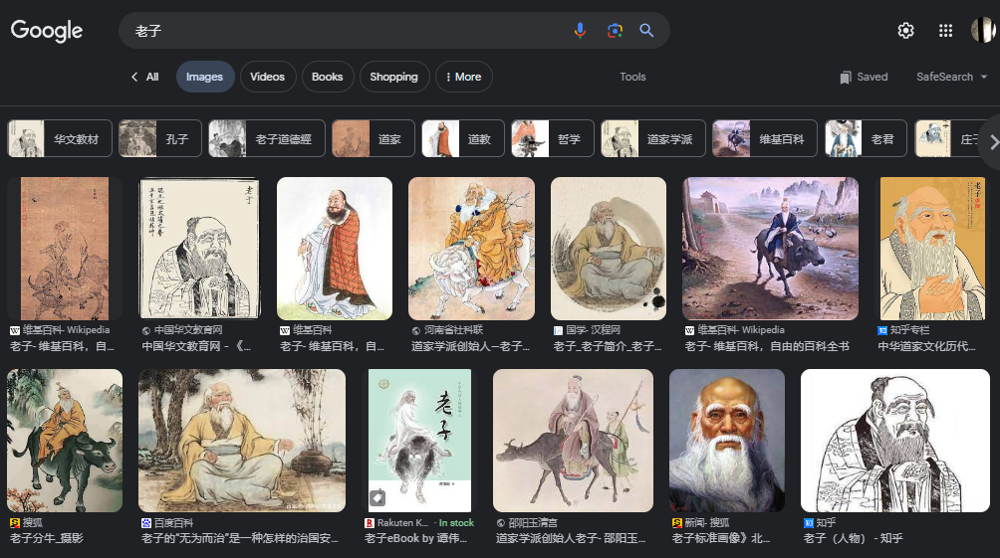 Google
老子
All
Images
Videos
Books
Shopping
More
Tools
Saved
SafeSearch
华文教材
孔子
老子道德經
道家
道教
哲学
道家学派
维基百科
老君
庄子
老子
老子
维基百科- Wikipedia
中国华文教育网
维基百科
河南省社科联
国学- 汉程网
维基百科- Wikipedia
知乎专栏
老子- 维基百科，自...
中国华文教育网 - 《...
老子- 维基百科，自...
道家学派创始人—老子...
老子_老子简介_老子...
老子- 维基百科，自由的百科全书
中华道家文化历代...
老子
搜狐
百度百科
Rakuten K... · In stock
邵阳玉清宫
新闻- 搜狐
知乎
老子分牛_摄影
老子的“无为而治”是一种怎样的治国安...
老子eBook by 谭伟...
道家学派创始人老子- 邵阳玉...
老子标准画像》北...
老子（人物） - 知乎